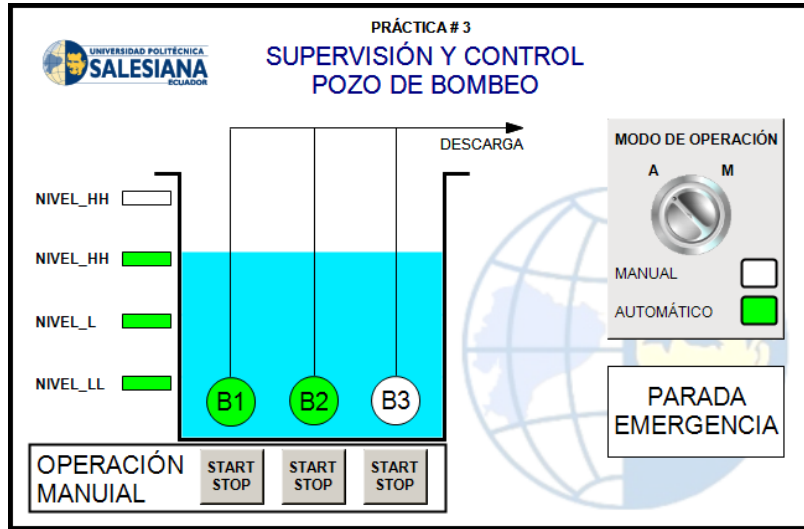 PRÁCTICA # 3
UNIVERSIDAD POLITÉCNICA
SALESIANA
ECUADOR
SUPERVISIÓN Y CONTROL
POZO DE BOMBEO
DESCARGA
MODO DE OPERACIÓN
A M
NIVEL_HH
NIVEL_HH
MANUAL
AUTOMÁTICO
NIVEL_L
NIVEL_LL
B1 B2 B3
PARADA
EMERGENCIA
OPERACIÓN
MANUIAL
START
STOP
START
STOP
START
STOP